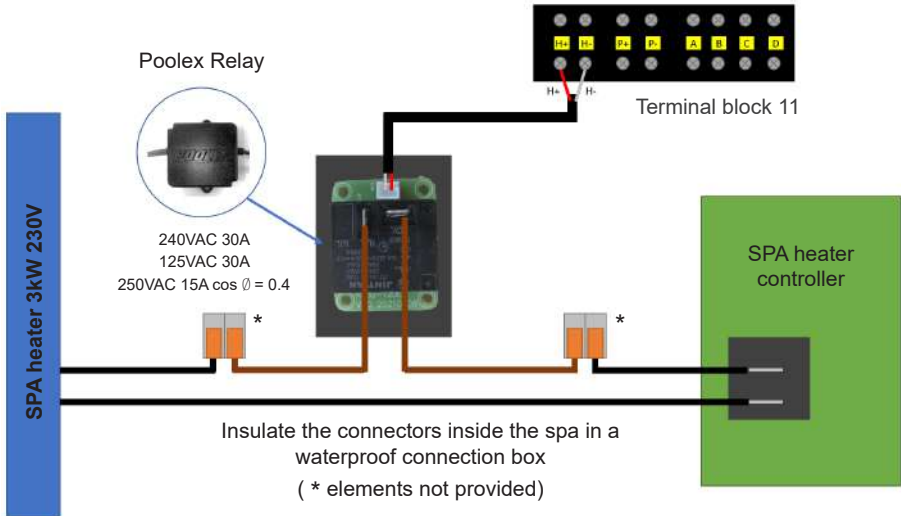 H+ H- P+ P- A B C D
H+ H-
Terminal block 11
Poolex Relay
240VAC 30A
125VAC 30A
250VAC 15A cos ∅ = 0.4
SPA heater 3kW 230V
SPA heater
controller
*
*
Insulate the connectors inside the spa in a
waterproof connection box
( * elements not provided)